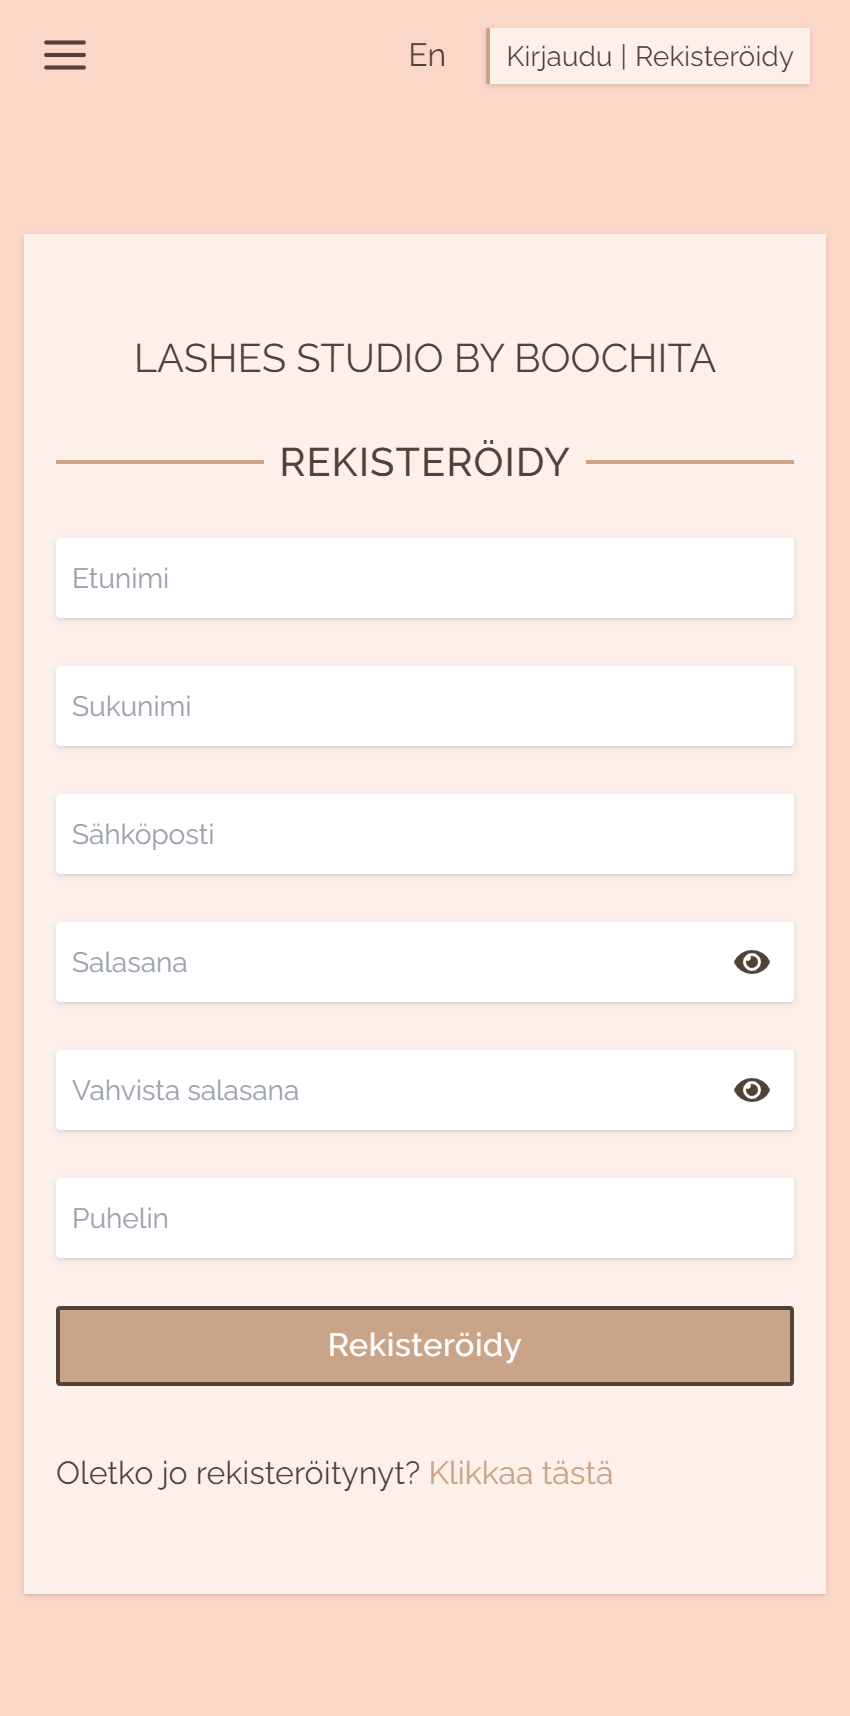 En
Kirjaudu | Rekisteröidy
LASHES STUDIO BY BOOCHITA
REKISTERÖIDY
Etunimi
Sukunimi
Sähköposti
Salasana
Vahvista salasana
Puhelin
Rekisteröidy
Oletko jo rekisteröitynyt? Klikkaa tästä